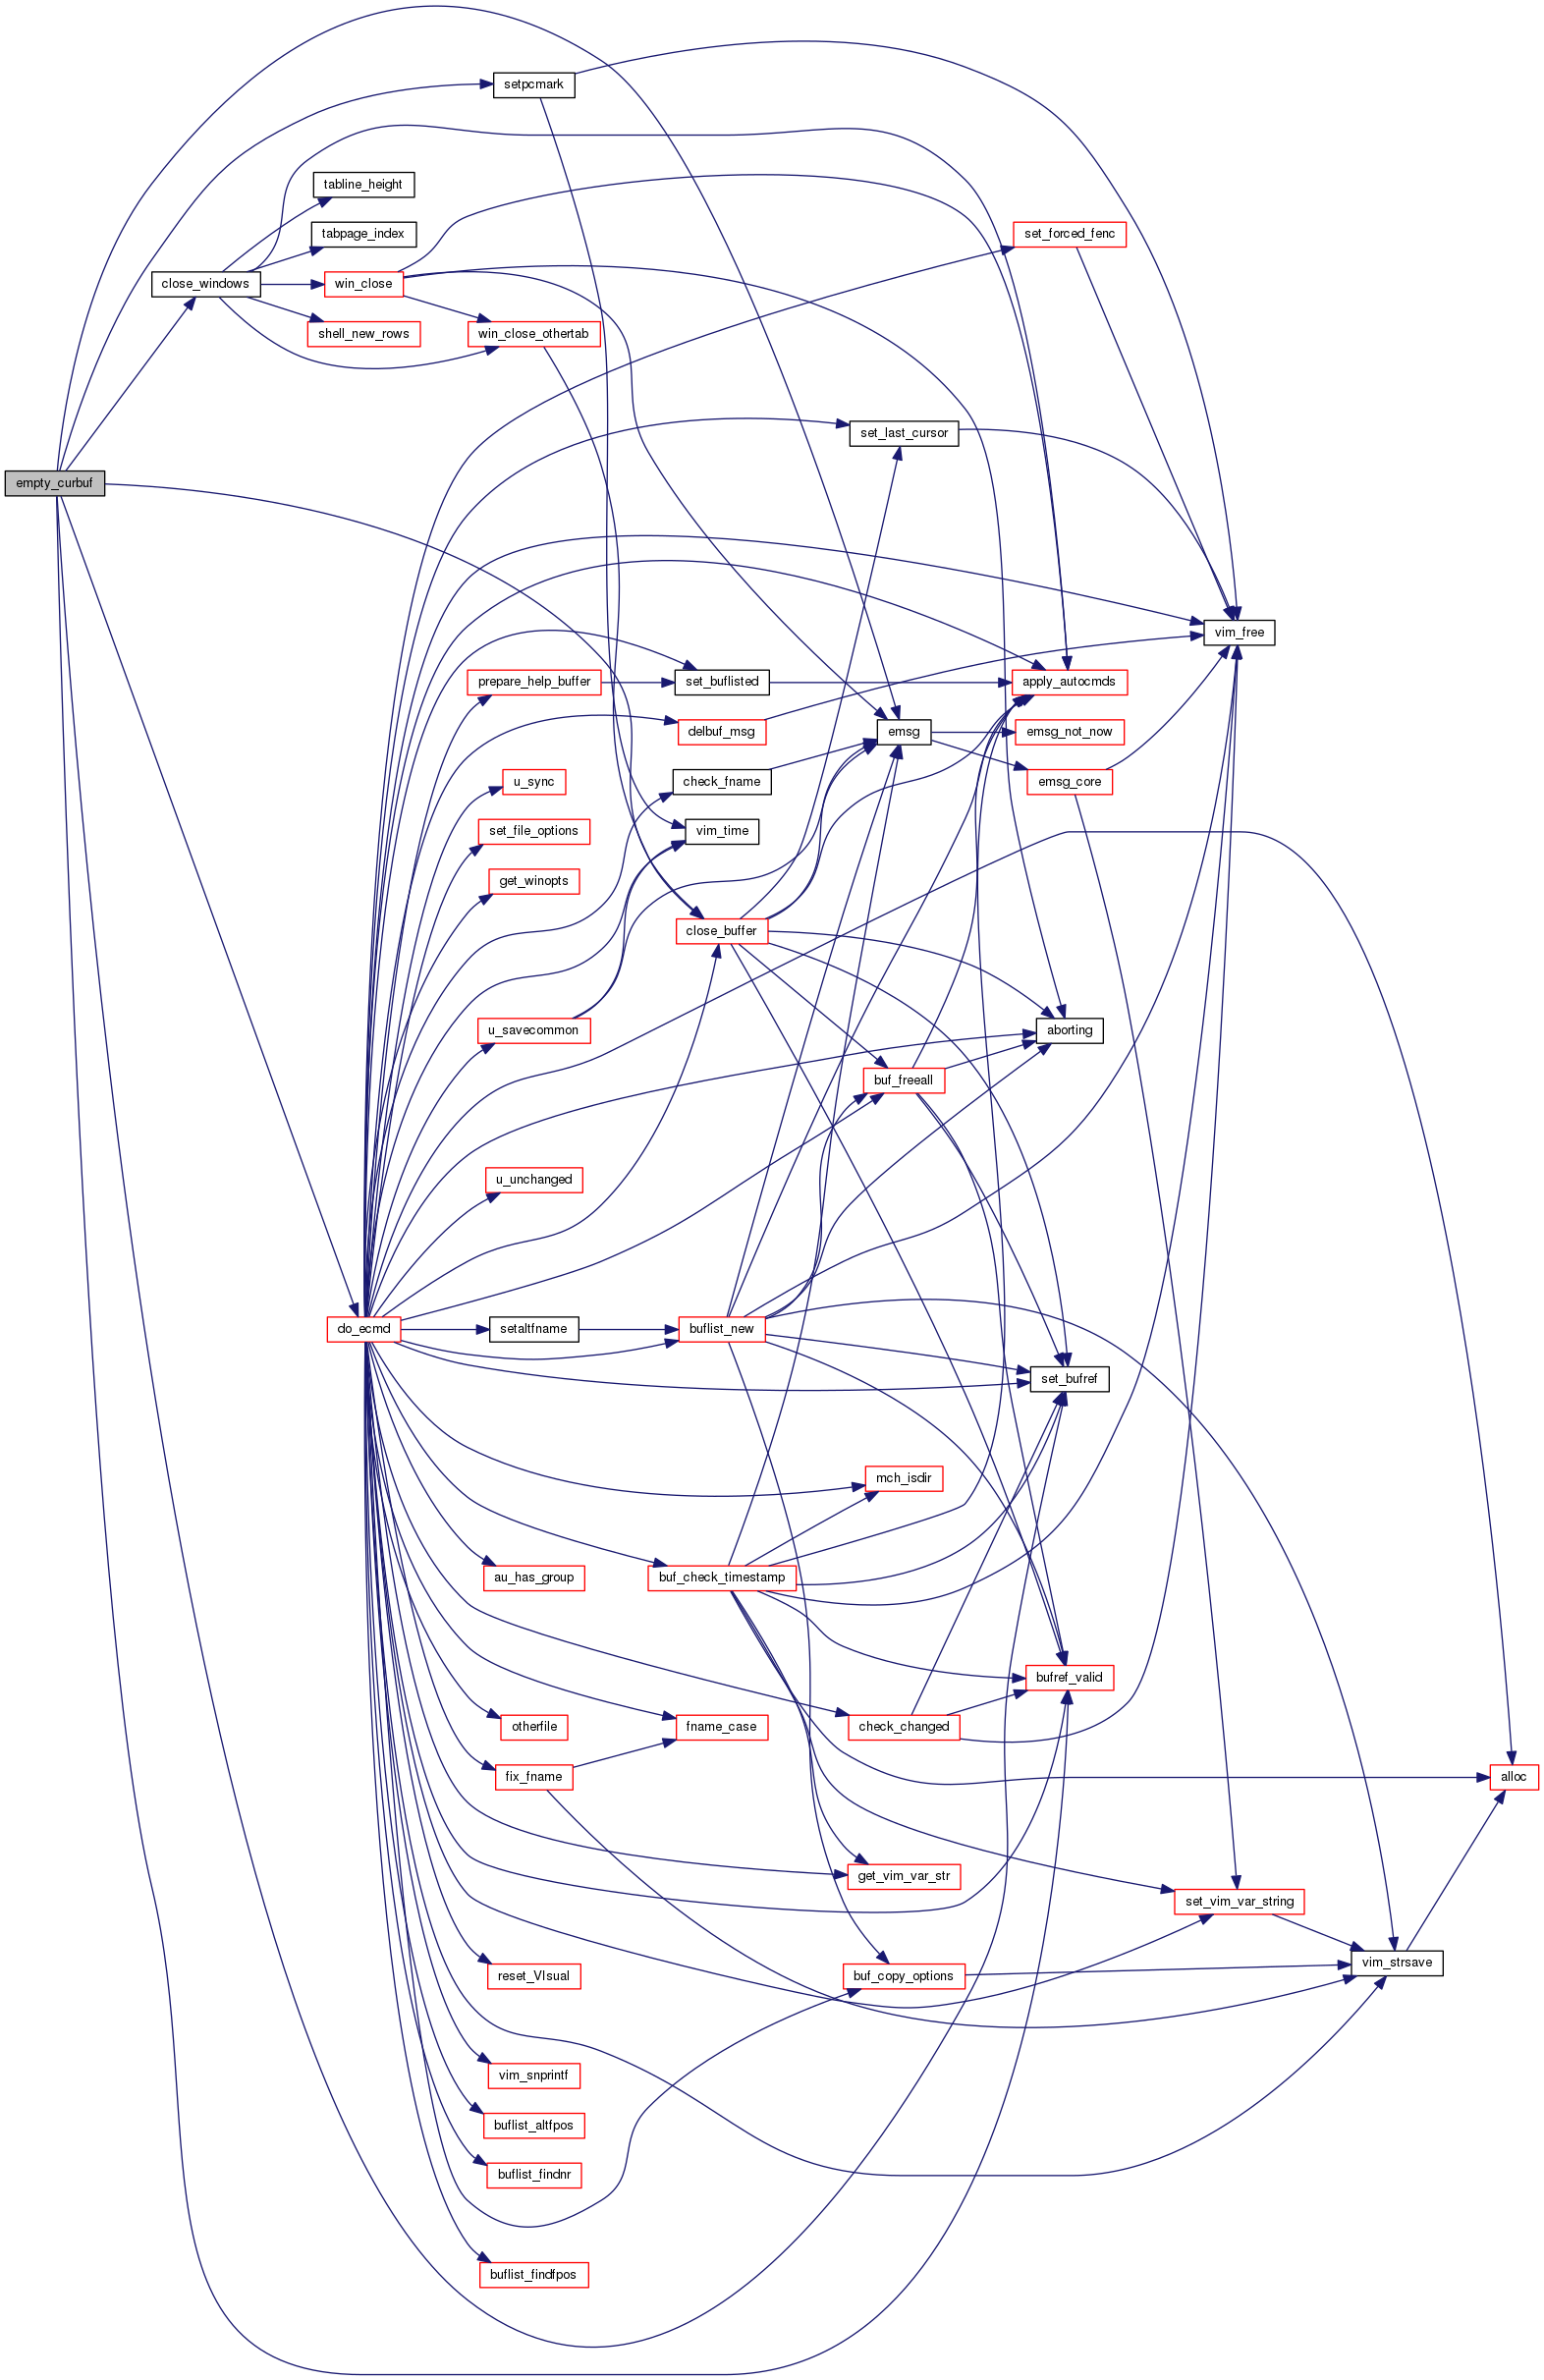 setpcmark
tabline_height
tabpage_index
set_forced_fenc
close_windows
win_close
shell_new_rows
win_close_othertab
set_last_cursor
empty_curbuf
vim_free
prepare_help_buffer
set_buflisted
apply_autocmds
delbuf_msg
emsg
emsg_not_now
u_sync
check_fname
emsg_core
set_file_options
vim_time
get_winopts
close_buffer
u_savecommon
aborting
buf_freeall
u_unchanged
do_ecmd
setaltfname
buflist_new
set_bufref
mch_isdir
au_has_group
buf_check_timestamp
bufref_valid
otherfile
fname_case
check_changed
fix_fname
alloc
get_vim_var_str
set_vim_var_string
reset_VIsual
buf_copy_options
vim_strsave
vim_snprintf
buflist_altfpos
buflist_findnr
buflist_findfpos